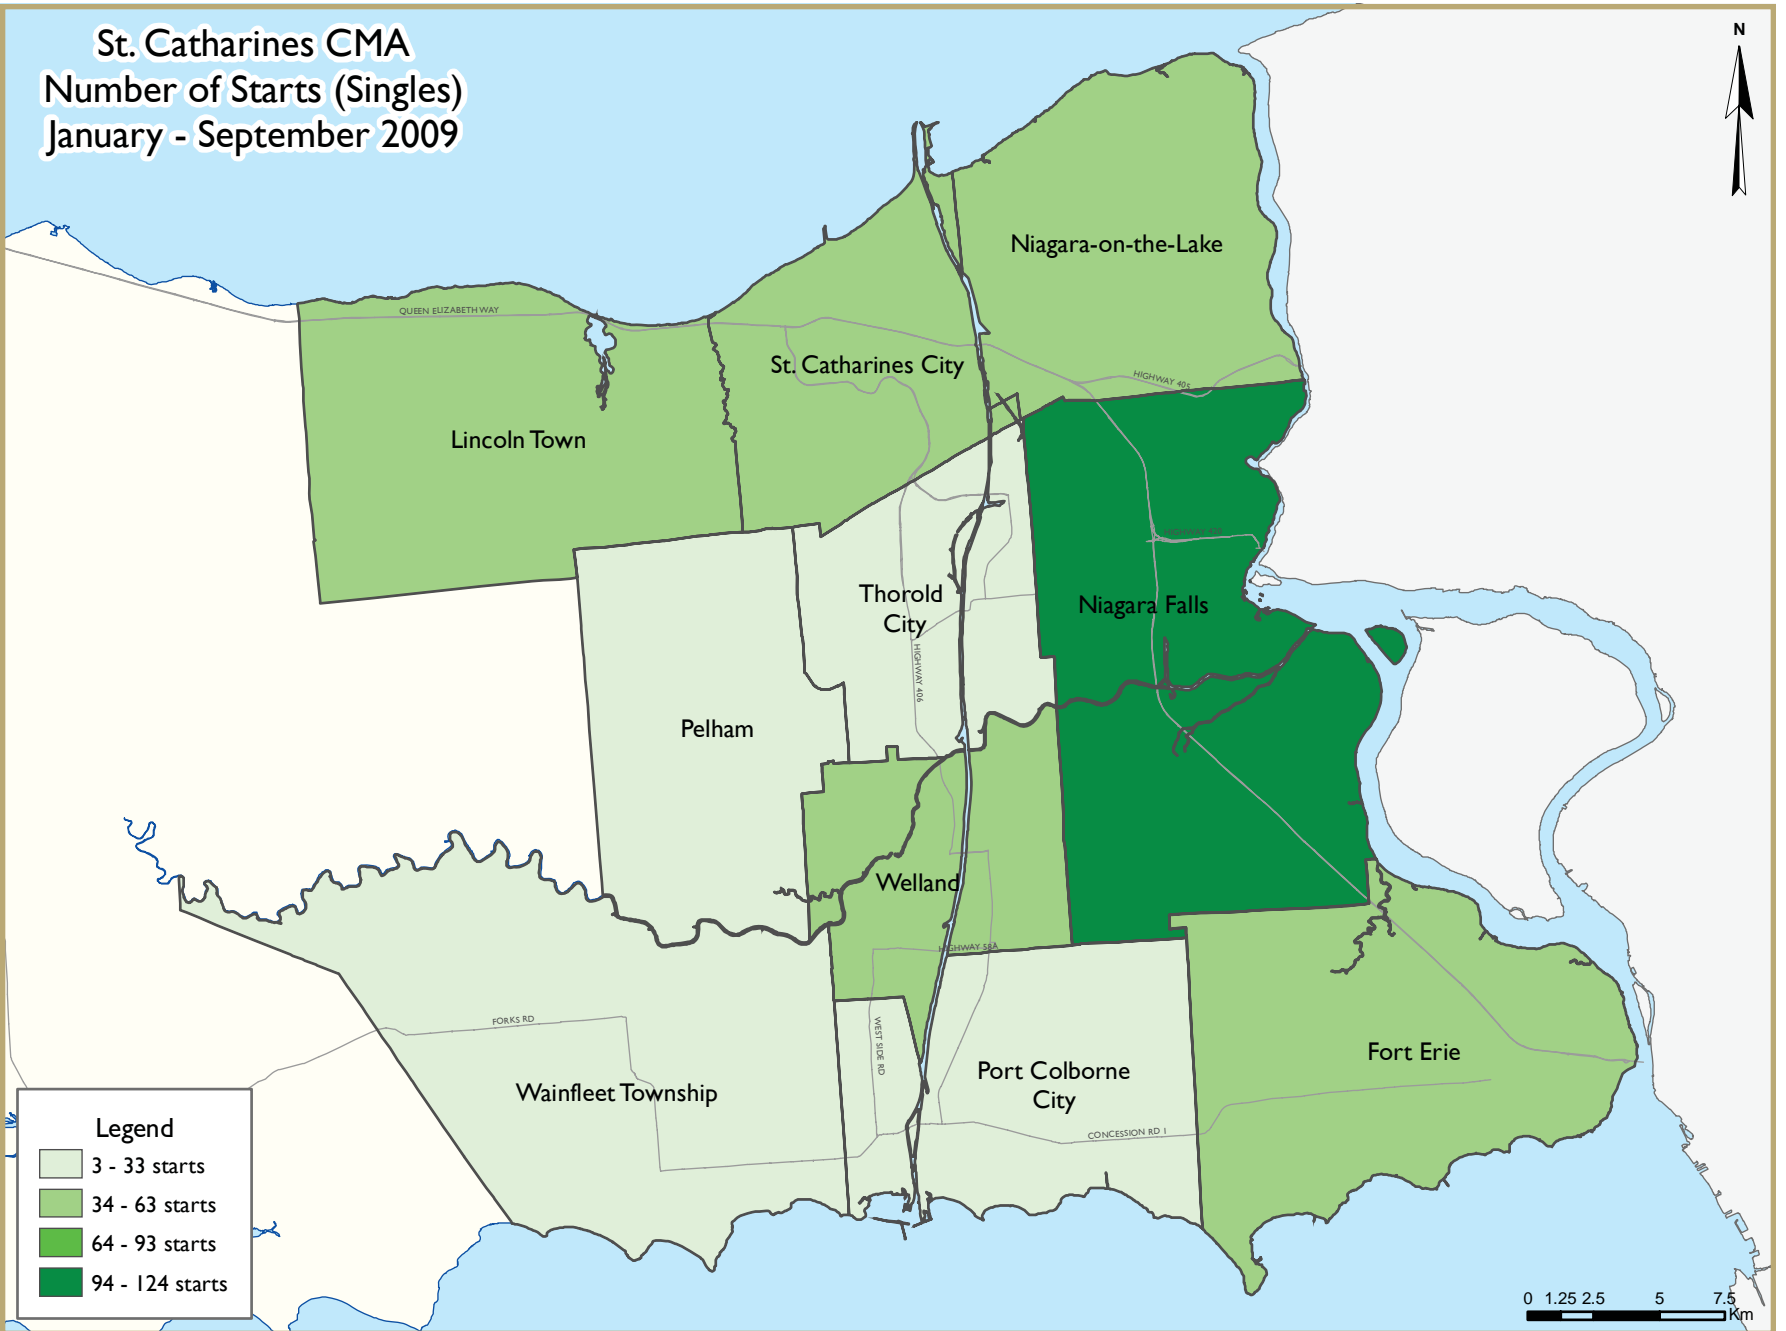 St. Catharines CMA
Number of Starts (Singles)
January - September 2009
N
Niagara-on-the-Lake
QUEEN ELIZABETH WAY
St. Catharines City
HIGHWAY 405
Lincoln Town
HIGHWAY 420
Thorold
City
Niagara Falls
HIGHWAY 406
Pelham
Welland
HIGHWAY 58A
FORKS RD
WEST SIDE RD
Fort Erie
Port Colborne
City
Wainfleet Township
CONCESSION RD 1
Legend
3 - 33 starts
34 - 63 starts
64 - 93 starts
94 - 124 starts
0 1.25 2.5 5 7.5
Km